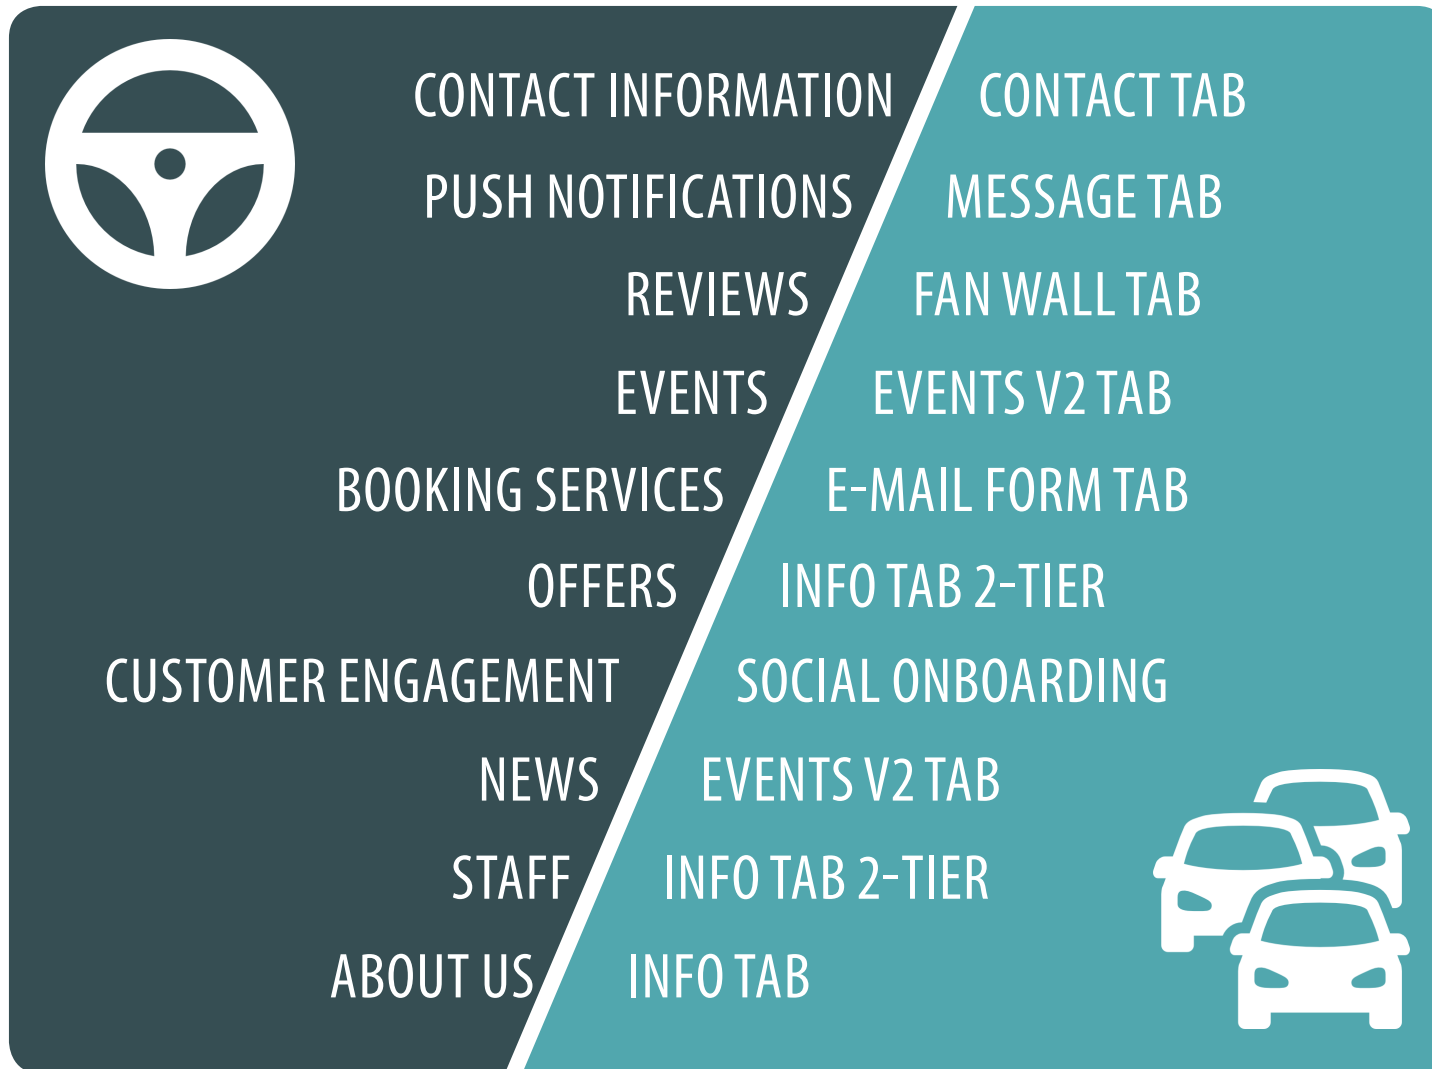 CONTACT INFORMATION CONTACT TAB
PUSH NOTIFICATIONS MESSAGE TAB
REVIEWS FAN WALL TAB
EVENTS EVENTS V2 TAB
BOOKING SERVICES E-MAIL FORM TAB
OFFERS INFO TAB 2-TIER
CUSTOMER ENGAGEMENT SOCIAL ONBOARDING
NEWS EVENTS V2 TAB
STAFF INFO TAB 2-TIER
ABOUT US INFO TAB